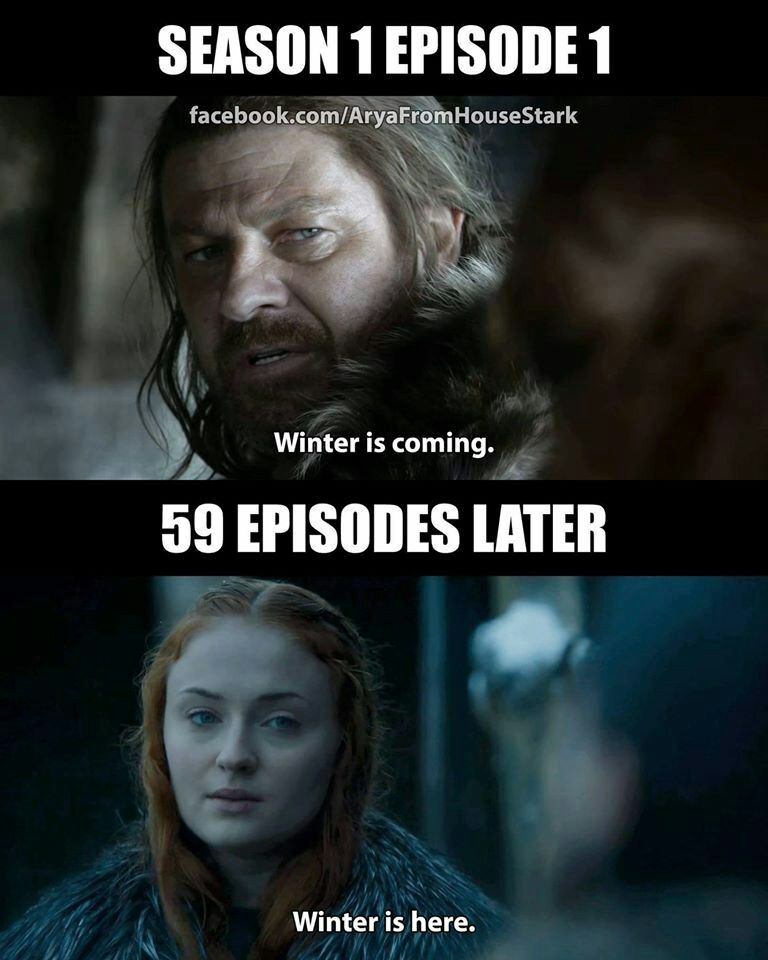 SEASON 1 EPISODE 1
facebook.com/AryaFromHouseStark
Winter is coming.
59 EPISODES LATER
Winter is here.